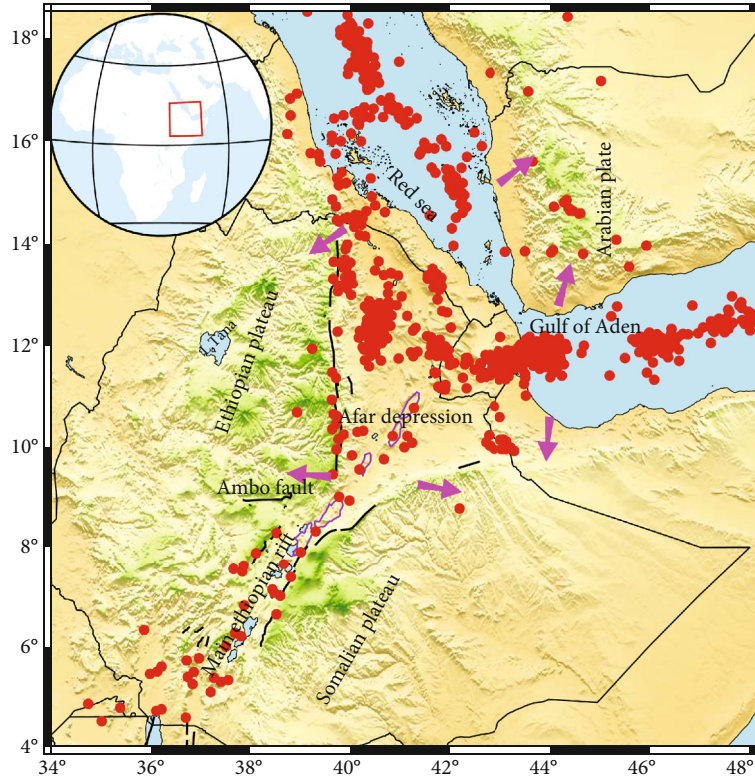 18°
16°
14°
12°
10°
8°
6°
4°
34°
36°
38°
40°
42°
44°
46°
48°
Red sea
Arabian plate
Gulf of Aden
L. Tana
Ethiopian plateau
Afar depression
Ambo fault
Main ethiopian rift
Somalian plateau